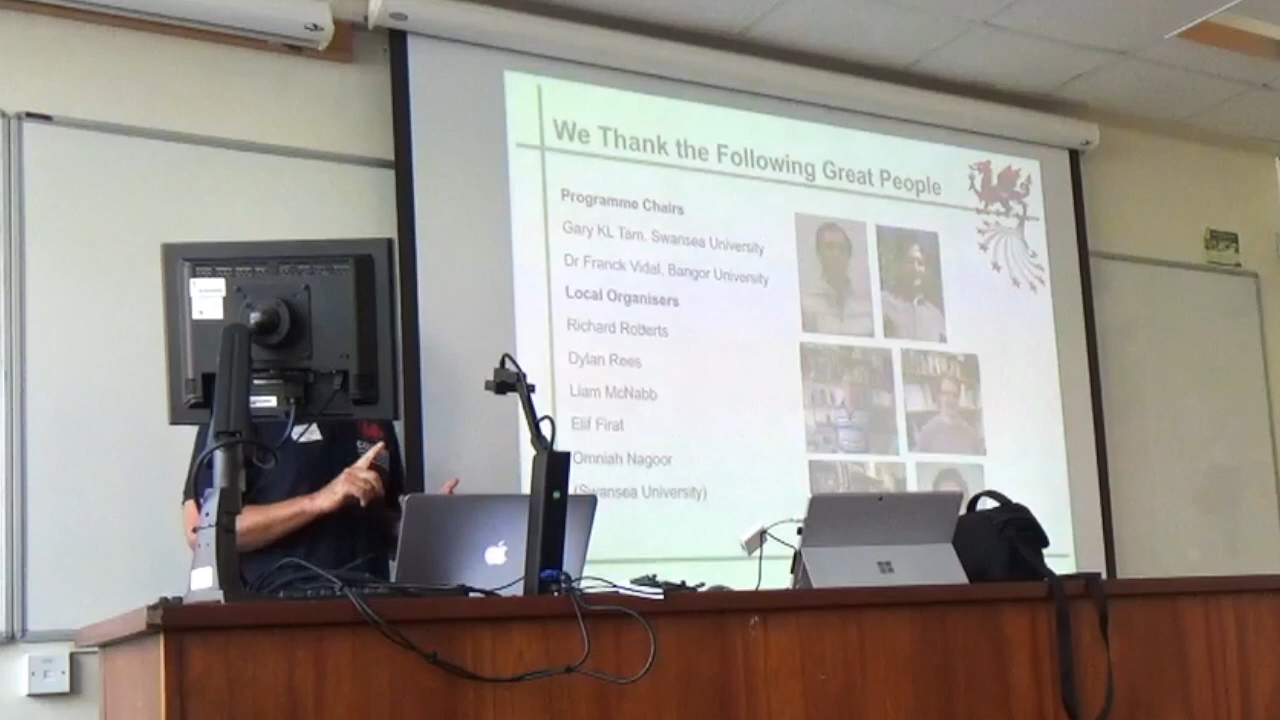 We Thank the Following Great People
Programme Chairs
Gary KL Tam, Swansea University
Dr Franck Vidal, Bangor University
Local Organisers
Richard Roberts
Dylan Rees
Liam McNabb
Elif Firat
Omniah Nagoor
(Swansea University)